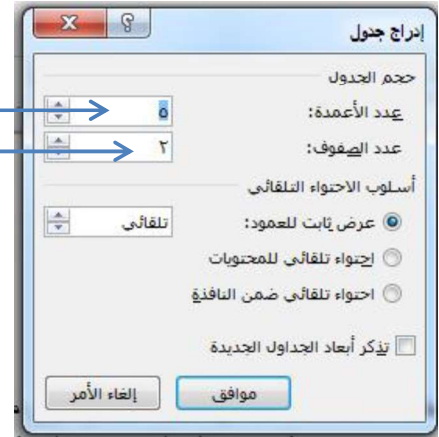 إدراج جدول
حجم الجدول
عدد الأعمدة: ٥
عدد الصفوف: ٢
أسلوب الاحتواء التلقائي
عرض ثابت للعمود: تلقائي
احتواء تلقائي للمحتويات
احتواء تلقائي ضمن النافذة
تذكر أبعاد الجداول الجديدة
موافق إلغاء الأمر